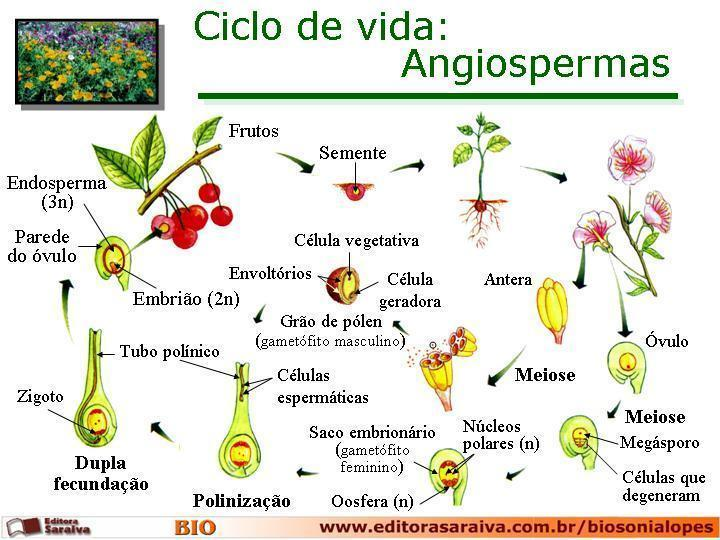 Ciclo de vida:
Angiospermas
Frutos
Semente
Endosperma
(3n)
Parede
do óvulo
Embrião (2n)
Célula vegetativa
Envoltórios
Célula
geradora
Grão de pólen
(gametófito masculino)
Antera
Óvulo
Tubo polínico
Zigoto
Células
espermáticas
Meiose
Meiose
Megásporo
Células que
degeneram
Saco embrionário
(gametófito
feminino)
Núcleos
polares (n)
Oosfera (n)
Dupla
fecundação
Polinização
Editora
Saraiva
BIO
www.editorasaraiva.com.br/biosonialopes